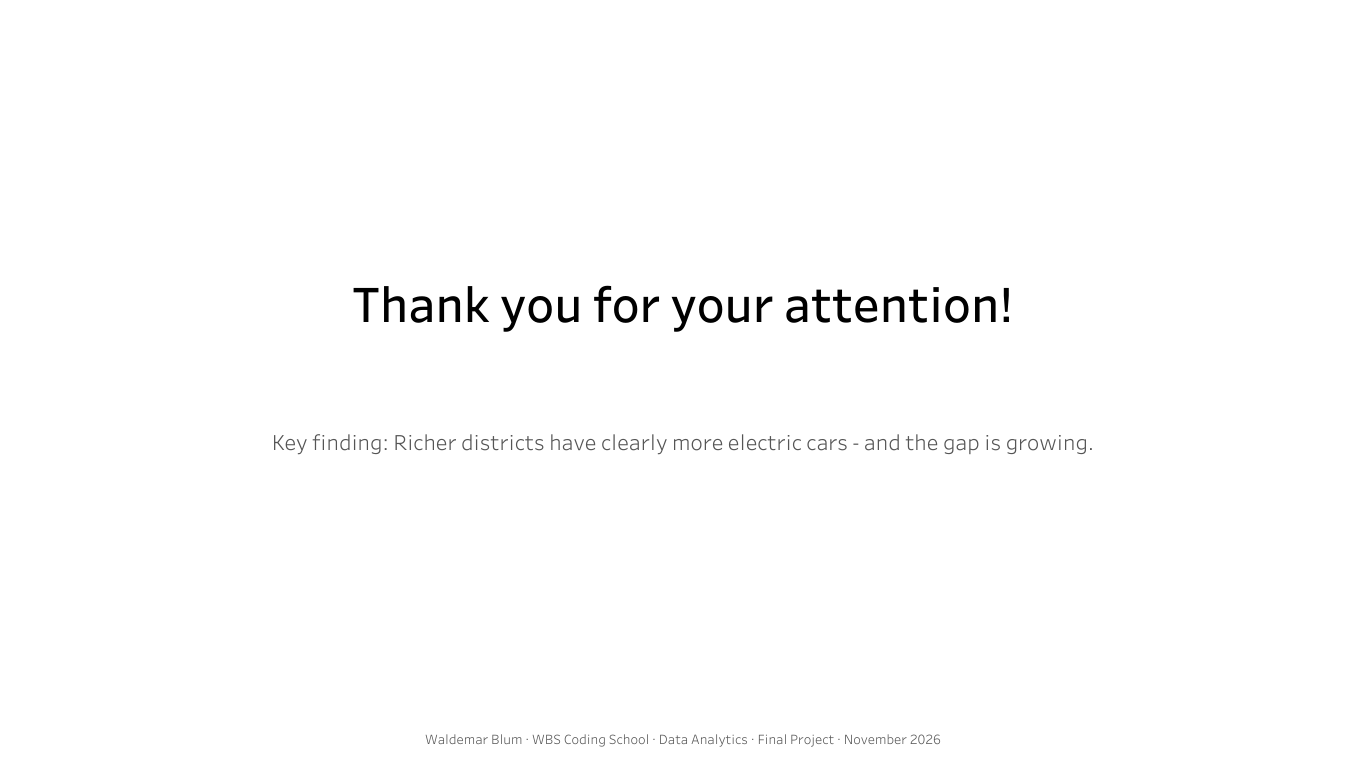 Thank you for your attention!
Key finding: Richer districts have clearly more electric cars - and the gap is growing.
Waldemar Blum · WBS Coding School · Data Analytics · Final Project · November 2026